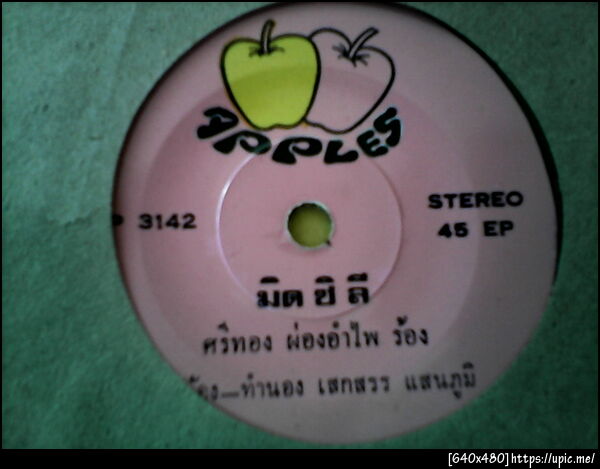 APPLES
3142
STEREO
45 EP
มิดซิลี
ศรีทอง ผ่องอำไพ ร้อง
—ทำนอง เสกสรร แสนภูมิ
[640x480]https://upic.me/